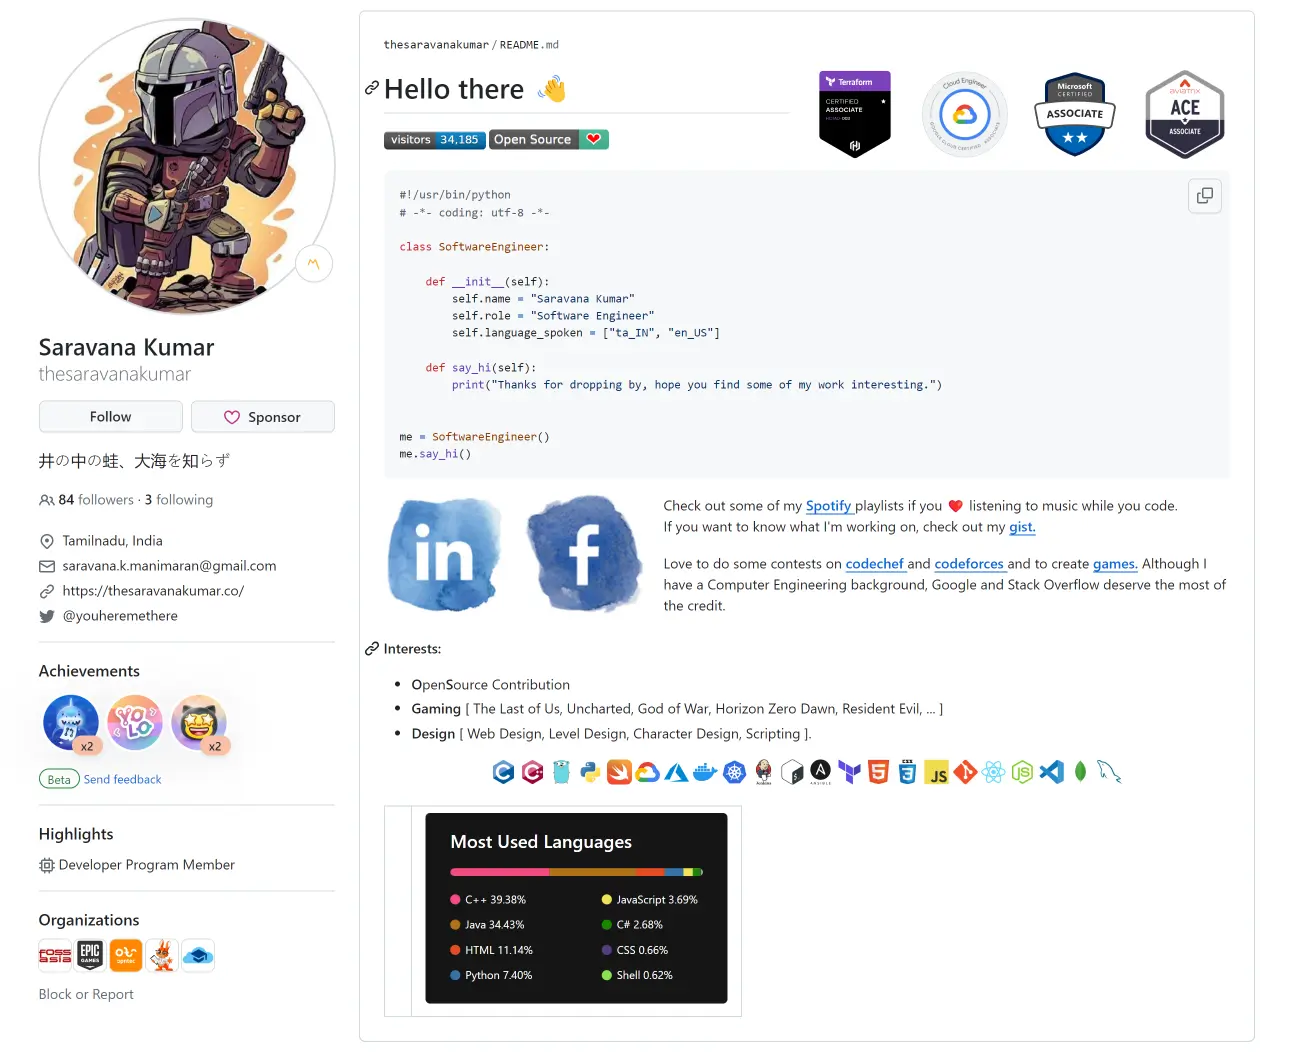 Saravana Kumar
thesaravanakumar
Follow
Sponsor
井の中の蛙、大海を知らず
84 followers · 3 following
Tamilnadu, India
saravana.k.manimaran@gmail.com
https://thesaravanakumar.co/
@youheremethere
Achievements
x2
YOLO
x2
Beta Send feedback
Highlights
Developer Program Member
Organizations
FOSS
ASIA
EPIC
GAMES
Block or Report
thesaravanakumar / README.md
Hello there 👋
visitors 34,185 Open Source
Terraform
CERTIFIED
ASSOCIATE
Cloud Engineer
Microsoft
CERTIFIED
ASSOCIATE
AVIATRIX
ACE
ASSOCIATE
#!/usr/bin/python
# -*- coding: utf-8 -*-
class SoftwareEngineer:
def __init__(self):
self.name = "Saravana Kumar"
self.role = "Software Engineer"
self.language_spoken = ["ta_IN", "en_US"]
def say_hi(self):
print("Thanks for dropping by, hope you find some of my work interesting.")
me = SoftwareEngineer()
me.say_hi()
in
f
Check out some of my Spotify playlists if you ❤️ listening to music while you code.
If you want to know what I'm working on, check out my gist.
Love to do some contests on codechef and codeforces and to create games. Although I
have a Computer Engineering background, Google and Stack Overflow deserve the most of
the credit.
Interests:
• OpenSource Contribution
• Gaming [ The Last of Us, Uncharted, God of War, Horizon Zero Dawn, Resident Evil, ... ]
• Design [ Web Design, Level Design, Character Design, Scripting ].
Most Used Languages
C++ 39.38%
JavaScript 3.69%
Java 34.43%
C# 2.68%
HTML 11.14%
CSS 0.66%
Python 7.40%
Shell 0.62%